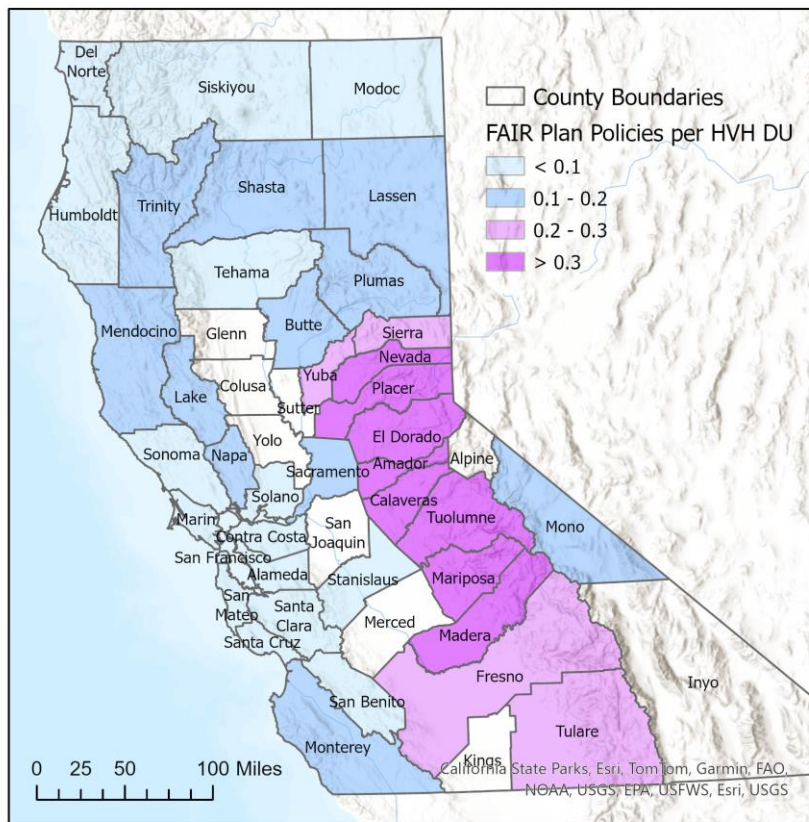 Del
Norte
Siskiyou
Modoc
County Boundaries
FAIR Plan Policies per HVH DU
< 0.1
0.1 - 0.2
0.2 - 0.3
> 0.3
Humboldt
Trinity
Shasta
Lassen
Tehama
Plumas
Mendocino
Glenn
Butte
Sierra
Nevada
Colusa
Yuba
Placer
Lake
Sutter
El Dorado
Yolo
Sonoma
Napa
Sacramento
Amador
Alpine
Solano
Calaveras
Marin
San
Joaquin
Tuolumne
Mono
Contra Costa
San Francisco
Alameda
Stanislaus
Mariposa
San
Mateo
Santa
Clara
Merced
Madera
Santa Cruz
Fresno
Inyo
San Benito
Tulare
Monterey
Kings
0 25 50 100 Miles
California State Parks, Esri, TomTom, Garmin, FAO,
NOAA, USGS, EPA, USFWS, Esri, USGS